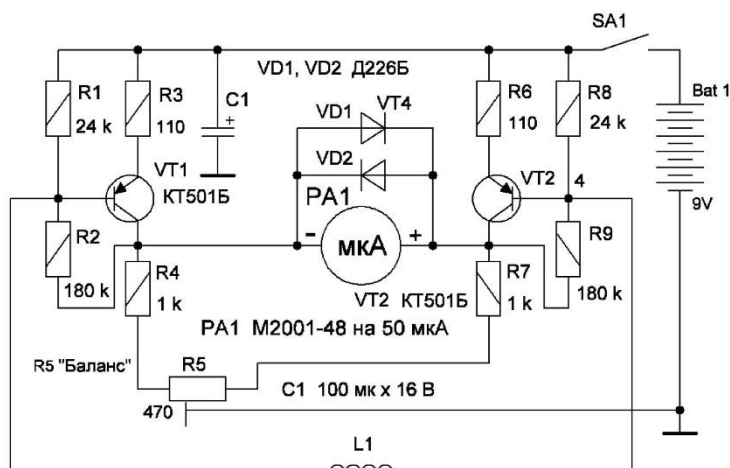 SA1
VD1, VD2 Д226Б
R1
24 k
R3
110
C1
+
VD1
VT4
VD2
R6
110
R8
24 k
Bat 1
VT1
КТ501Б
PA1
VT2
4
R2
180 k
-
мкА
+
R9
180 k
9V
R4
1 k
VT2 КТ501Б
R7
1 k
PA1 М2001-48 на 50 мкА
R5 "Баланс"
R5
470
C1 100 мк x 16 В
L1